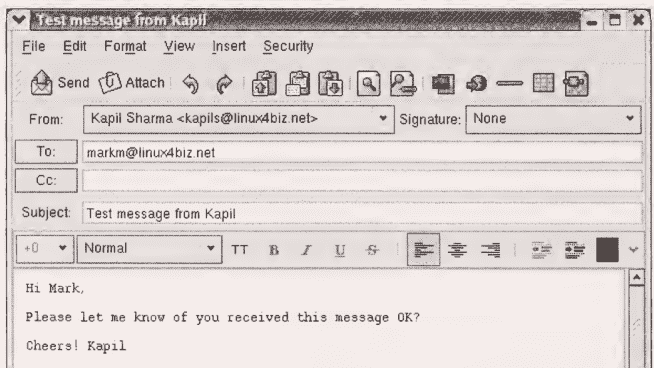 Test message from Kapil
File Edit Format View Insert Security
Send Attach
From: Kapil Sharma <kapils@linux4biz.net> Signature: None
To: markm@linux4biz.net
Cc:
Subject: Test message from Kapil
+0 Normal TT B I U S
Hi Mark,
Please let me know of you received this message OK?
Cheers! Kapil